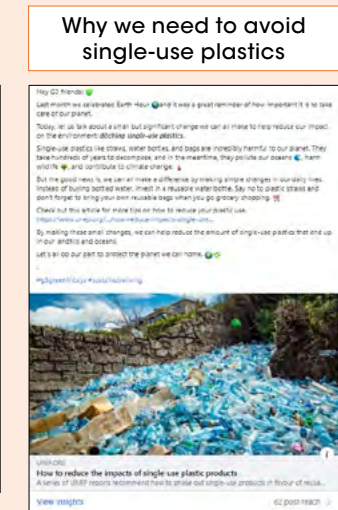 Why we need to avoid
single-use plastics
Hey G3 friends! 💚
Last month we celebrated Earth Hour 🌍 and it was a great reminder of how important it is to take
care of our planet.
Today, let us talk about a small but significant change we can all make to help reduce our impact
on the environment: ditching single-use plastics.
Single-use plastics like straws, water bottles, and bags are incredibly harmful to our planet. They
take hundreds of years to decompose, and in the meantime, they pollute our oceans 🌊, harm
wildlife 🌳, and contribute to climate change. 🌡
But the good news is, we can all make a difference by making simple changes in our daily lives.
Instead of buying bottled water, invest in a reusable water bottle. Say no to plastic straws and
don't forget to bring your own reusable bags when you go grocery shopping.
Check out this article for more tips on how to reduce your plastic use.
By making these small changes, we can help reduce the amount of single-use plastics that end up
in our landfills and oceans.
Let's all do our part to protect the planet we call home. 🌍
#g3greenfridays #sustainableliving
UNEP.ORG
How to reduce the impacts of single-use plastic products
A series of UNEP reports recommend how to phase out single-use products in favour of reusa...
View insights
62 post reach